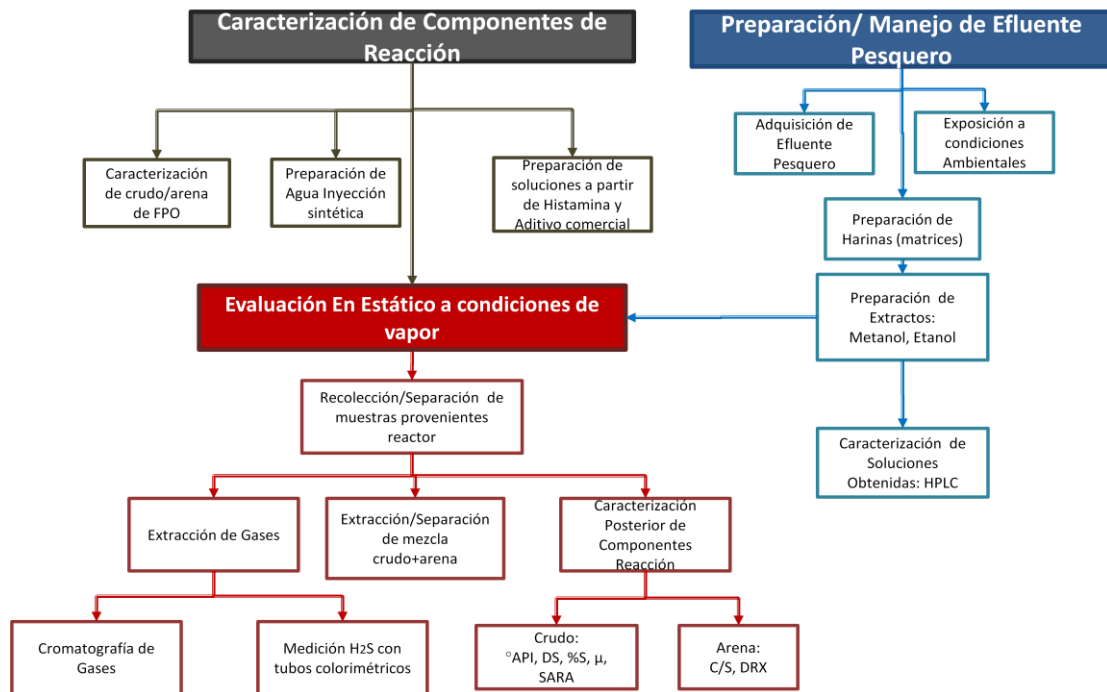 Caracterización de Componentes de
Reacción
Preparación/ Manejo de Efluente
Pesquero
Adquisición de
Efluente
Pesquero
Exposición a
condiciones
Ambientales
Caracterización
de crudo/arena
de FPO
Preparación de
Agua Inyección
sintética
Preparación de
soluciones a partir
de Histamina y
Aditivo comercial
Preparación de
Harinas (matrices)
Evaluación En Estático a condiciones de
vapor
Preparación de
Extractos:
Metanol, Etanol
Recolección/Separación de
muestras provenientes
reactor
Caracterización de
Soluciones
Obtenidas: HPLC
Extracción de Gases
Extracción/Separación
de mezcla
crudo+arena
Caracterización
Posterior de
Componentes
Reacción
Cromatografía de
Gases
Medición H2S con
tubos colorimétricos
Crudo:
°API, DS, %S, µ,
SARA
Arena:
C/S, DRX